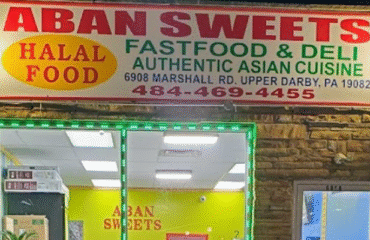 ABAN SWEETS
HALAL
FOOD
FASTFOOD & DELI
AUTHENTIC ASIAN CUISINE
6908 MARSHALL RD. UPPER DARBY, PA 19082
484-469-4455
ABAN
SWEETS